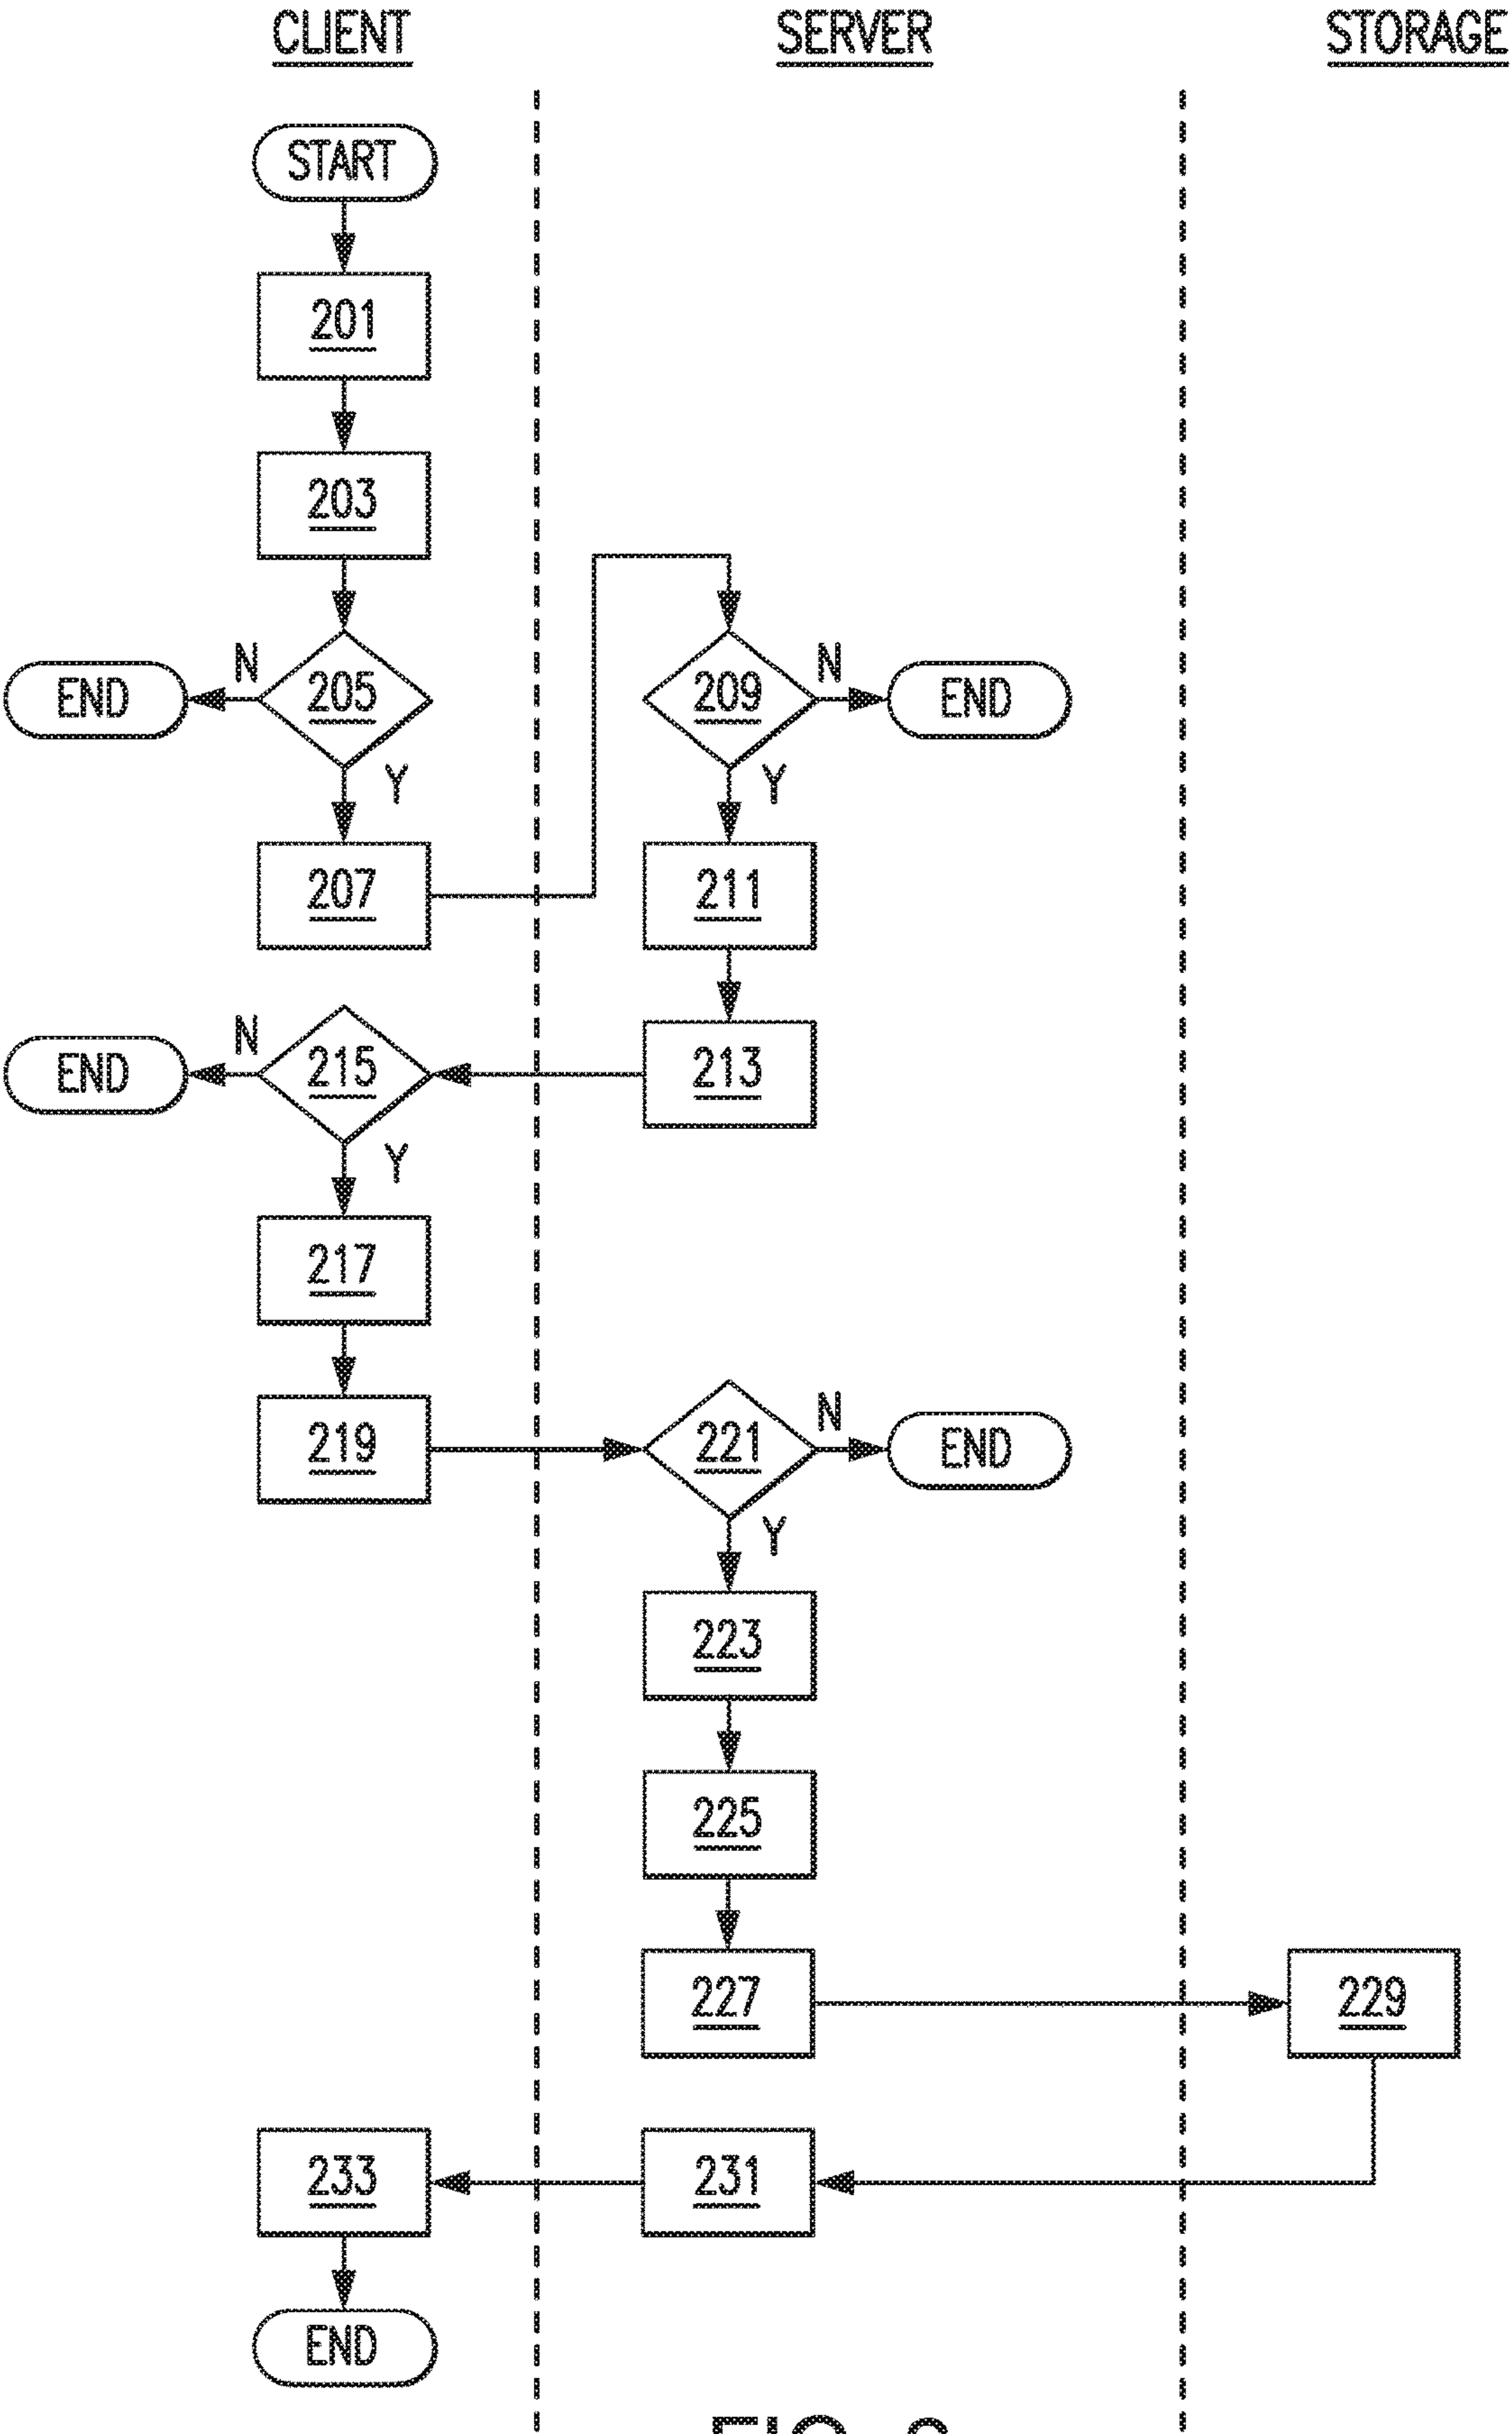 CLIENT SERVER STORAGE
START
201
203
N
205
N
209
END
END
Y
Y
207
211
N
215
213
END
Y
217
219
N
221
END
Y
223
225
227
229
233
231
END